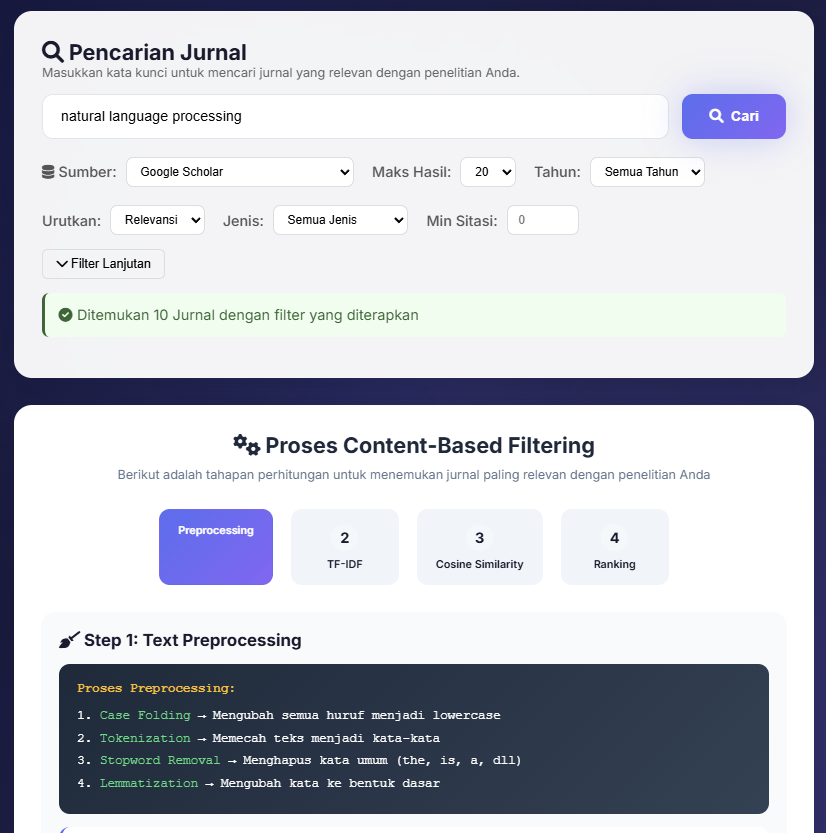 Pencarian Jurnal
Masukkan kata kunci untuk mencari jurnal yang relevan dengan penelitian Anda.
natural language processing
Cari
Sumber: Google Scholar Maks Hasil: 20 Tahun: Semua Tahun
Urutkan: Relevansi Jenis: Semua Jenis Min Sitasi: 0
Filter Lanjutan
Ditemukan 10 Jurnal dengan filter yang diterapkan
Proses Content-Based Filtering
Berikut adalah tahapan perhitungan untuk menemukan jurnal paling relevan dengan penelitian Anda
Preprocessing
2
TF-IDF
3
Cosine Similarity
4
Ranking
Step 1: Text Preprocessing
Proses Preprocessing:
1. Case Folding → Mengubah semua huruf menjadi lowercase
2. Tokenization → Memecah teks menjadi kata-kata
3. Stopword Removal → Menghapus kata umum (the, is, a, dll)
4. Lemmatization → Mengubah kata ke bentuk dasar